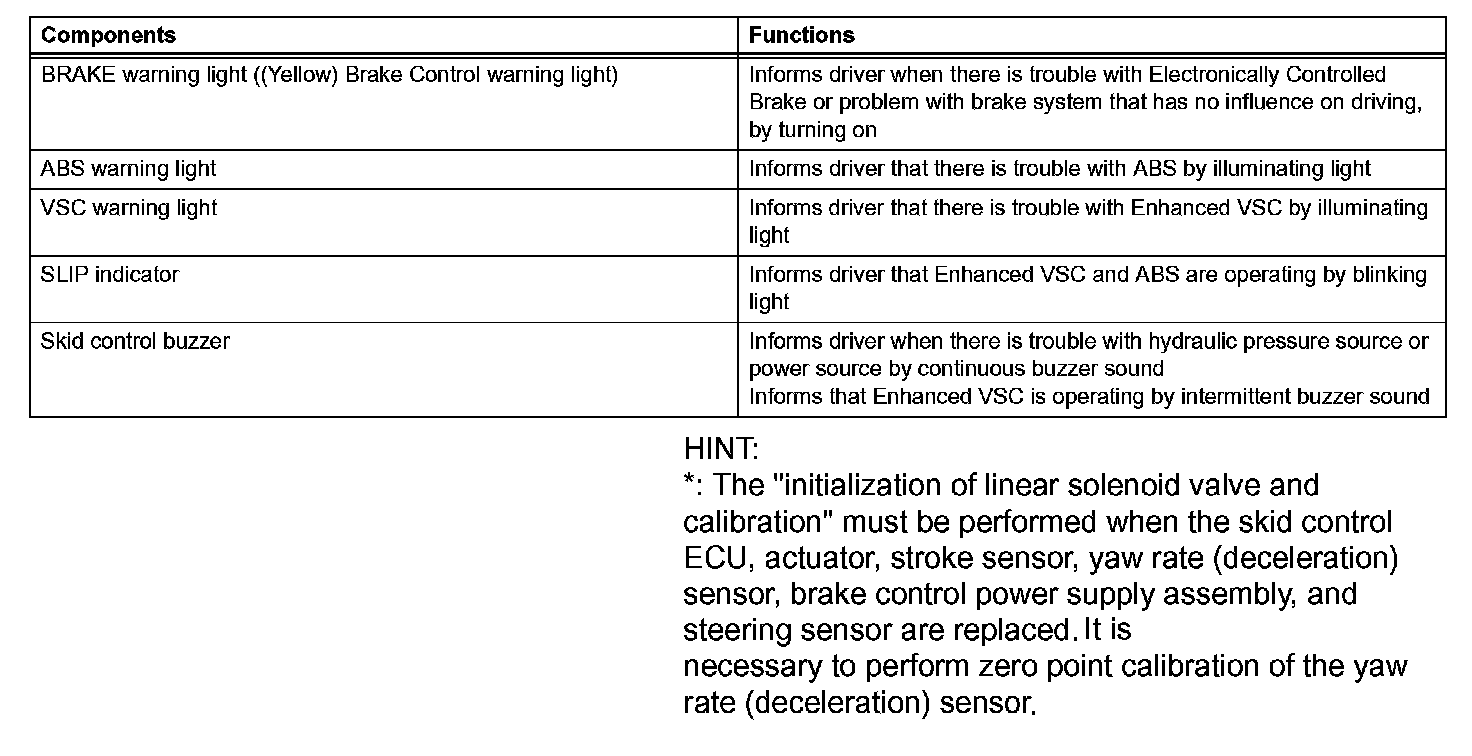 Components
Functions
BRAKE warning light ((Yellow) Brake Control warning light)
Informs driver when there is trouble with Electronically Controlled
Brake or problem with brake system that has no influence on driving,
by turning on
ABS warning light
Informs driver that there is trouble with ABS by illuminating light
VSC warning light
Informs driver that there is trouble with Enhanced VSC by illuminating
light
SLIP indicator
Informs driver that Enhanced VSC and ABS are operating by blinking
light
Skid control buzzer
Informs driver when there is trouble with hydraulic pressure source or
power source by continuous buzzer sound
Informs that Enhanced VSC is operating by intermittent buzzer sound
HINT:
*: The "initialization of linear solenoid valve and
calibration" must be performed when the skid control
ECU, actuator, stroke sensor, yaw rate (deceleration)
sensor, brake control power supply assembly, and
steering sensor are replaced. It is
necessary to perform zero point calibration of the yaw
rate (deceleration) sensor.